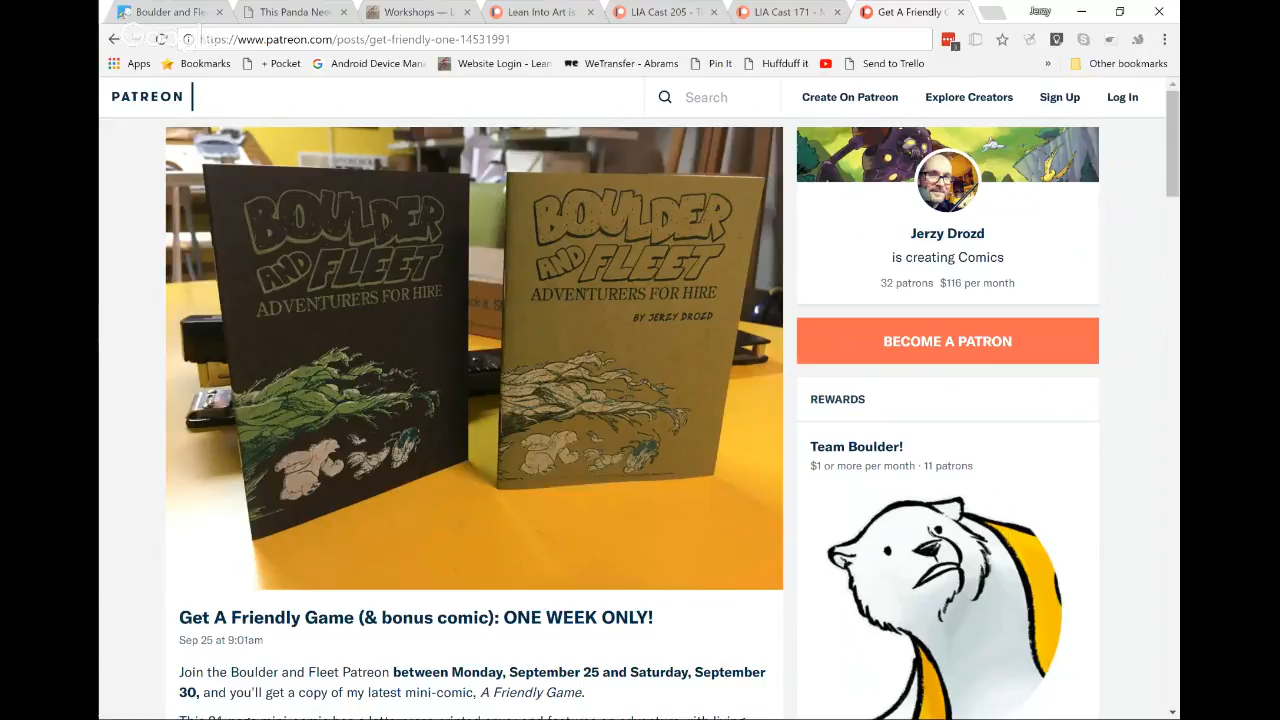 Boulder and Fle
This Panda Nee
Workshops — L
Lean Into Art is
LIA Cast 205 - T
LIA Cast 171 - N
Get A Friendly G
Jerzy
https://www.patreon.com/posts/get-friendly-one-14531991
Apps
Bookmarks
+ Pocket
Android Device Man
Website Login - Lean
WeTransfer - Abrams
Pin It
Huffduff it
Send to Trello
»
Other bookmarks
PATREON
Search
Create On Patreon
Explore Creators
Sign Up
Log In
BOULDER
AND FLEET
ADVENTURERS FOR HIRE
BOULDER
AND FLEET
ADVENTURERS FOR HIRE
BY JERZY DROZD
Jerzy Drozd
is creating Comics
32 patrons $116 per month
BECOME A PATRON
REWARDS
Team Boulder!
$1 or more per month · 11 patrons
Get A Friendly Game (& bonus comic): ONE WEEK ONLY!
Sep 25 at 9:01am
Join the Boulder and Fleet Patreon between Monday, September 25 and Saturday, September
30, and you'll get a copy of my latest mini-comic, A Friendly Game.